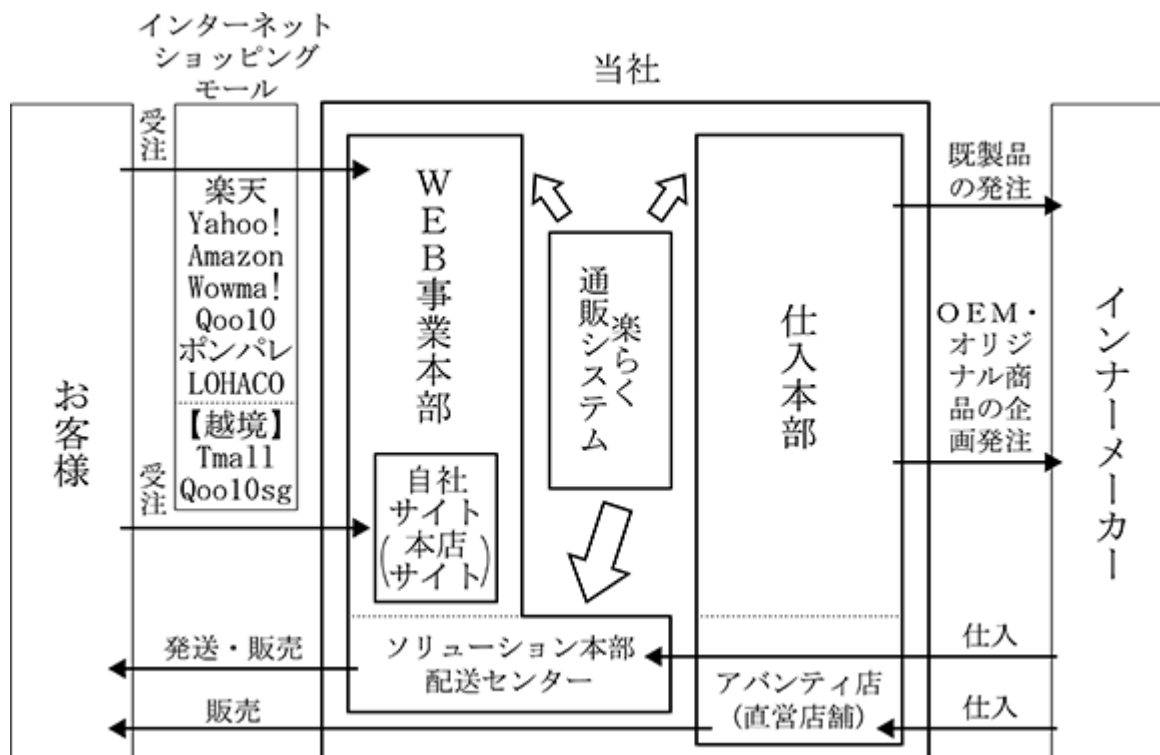 インターネット
ショッピング
モール
当社
お客様
受注
楽天
Yahoo!
Amazon
Wowma!
Qoo10
ポンパレ
LOHACO
【越境】
Tmall
Qoo10sg
受注
WEB事業本部
自社
サイト
(本店
サイト)
楽らく
通販システム
仕入本部
既製品
の発注
OEM・
オリジ
ナル商
品の企
画発注
インナーメーカー
発送・販売
ソリューション本部
配送センター
仕入
販売
アバンティ店
(直営店舗)
仕入